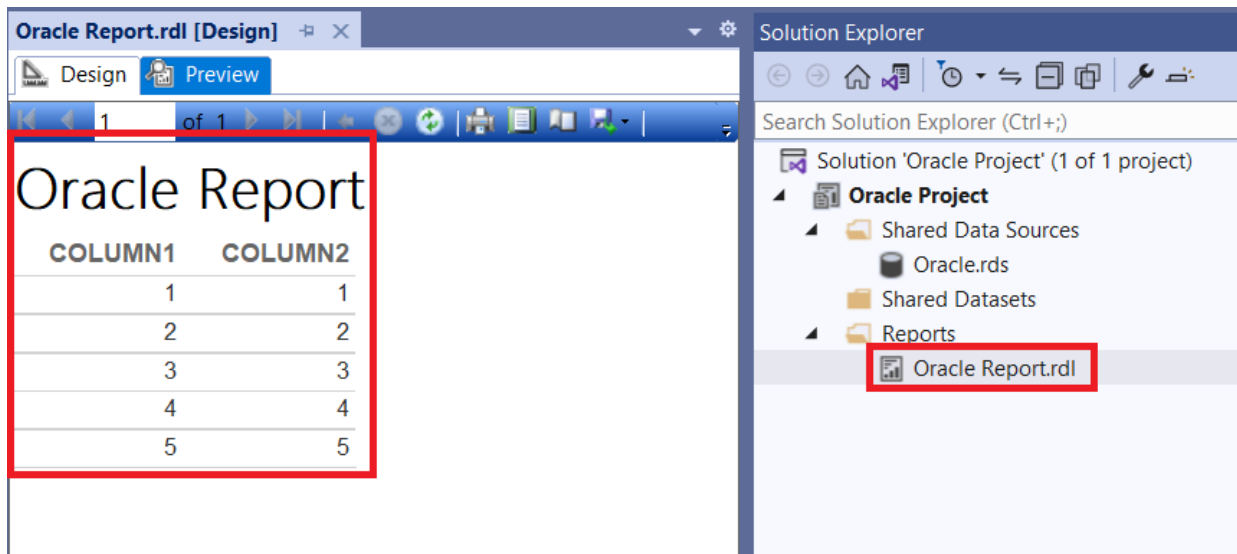 Oracle Report.rdl [Design]
Design Preview
1 of 1
Oracle Report
COLUMN1 COLUMN2
1 1
2 2
3 3
4 4
5 5
Solution Explorer
Search Solution Explorer (Ctrl+;)
Solution 'Oracle Project' (1 of 1 project)
Oracle Project
Shared Data Sources
Oracle.rds
Shared Datasets
Reports
Oracle Report.rdl